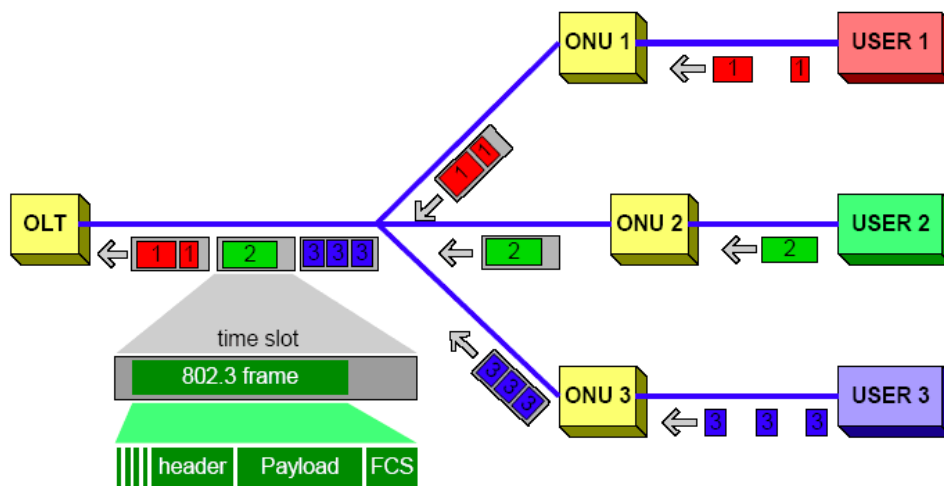 ONU 1
USER 1
1 1
1 1
OLT
ONU 2
USER 2
1 1 2 3 3 3
2
2
time slot
802.3 frame
3 3 3
ONU 3
USER 3
3 3 3
header Payload FCS